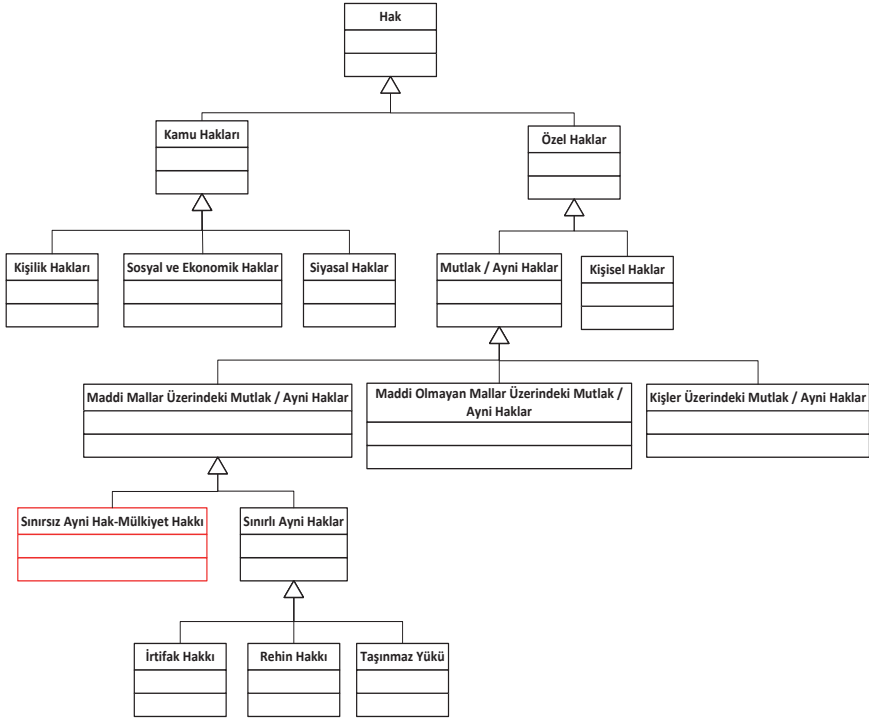 Hak
Kamu Hakları
Özel Haklar
Kişilik Hakları
Sosyal ve Ekonomik Haklar
Siyasal Haklar
Mutlak / Ayni Haklar
Kişisel Haklar
Maddi Mallar Üzerindeki Mutlak / Ayni Haklar
Maddi Olmayan Mallar Üzerindeki Mutlak /
Ayni Haklar
Kişler Üzerindeki Mutlak / Ayni Haklar
Sınırsız Ayni Hak-Mülkiyet Hakkı
Sınırlı Ayni Haklar
İrtifak Hakkı
Rehin Hakkı
Taşınmaz Yükü